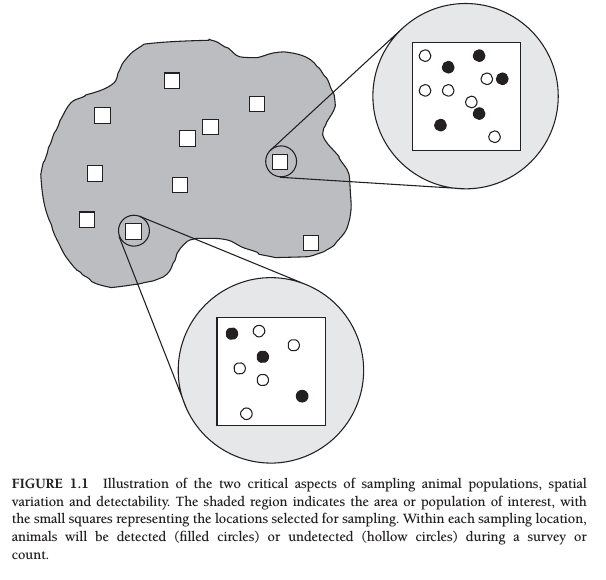 FIGURE 1.1 Illustration of the two critical aspects of sampling animal populations, spatial
variation and detectability. The shaded region indicates the area or population of interest, with
the small squares representing the locations selected for sampling. Within each sampling location,
animals will be detected (filled circles) or undetected (hollow circles) during a survey or
count.